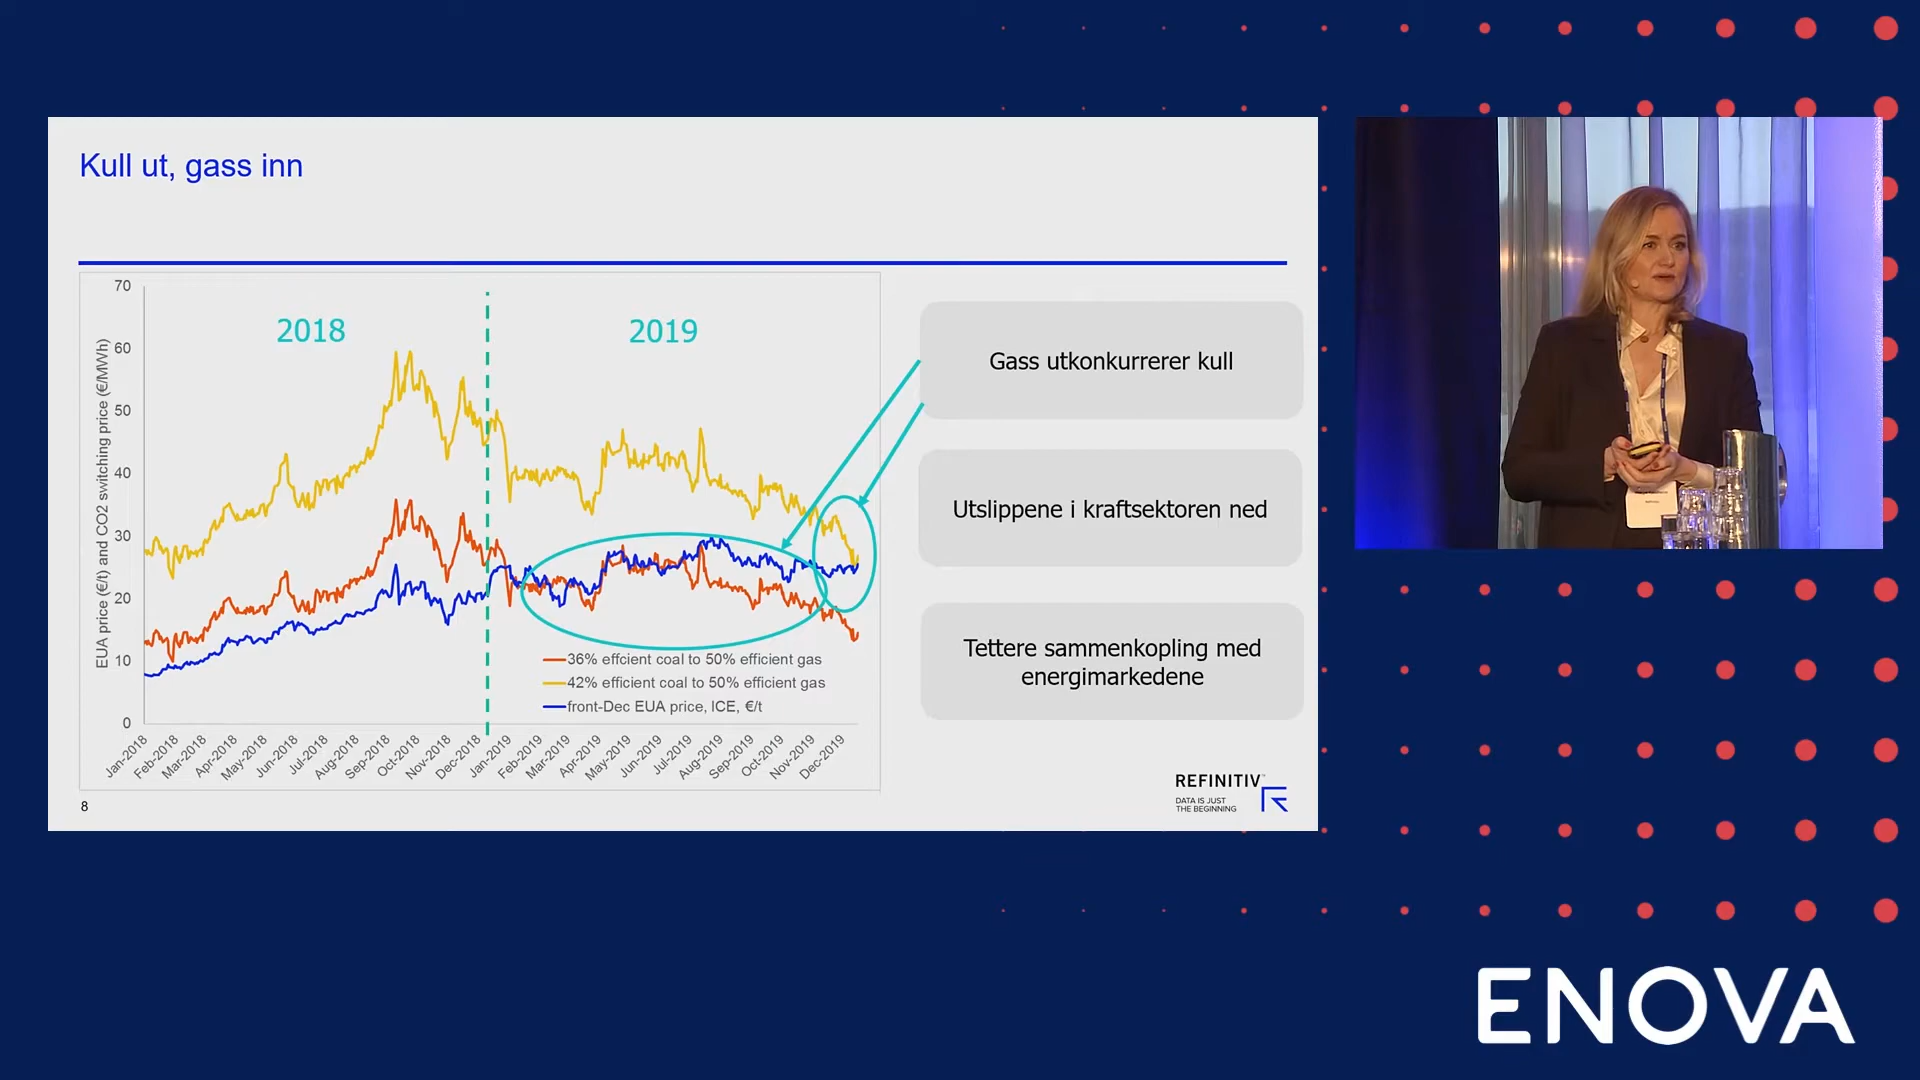 Kull ut, gass inn
70
60
50
40
30
20
10
0
EUA price (€/t) and CO2 switching price (€/MWh)
2018
2019
36% effcient coal to 50% efficient gas
42% efficient coal to 50% efficient gas
front-Dec EUA price, ICE, €/t
Jan-2018
Feb-2018
Mar-2018
Apr-2018
May-2018
Jun-2018
Jul-2018
Aug-2018
Sep-2018
Oct-2018
Nov-2018
Dec-2018
Jan-2019
Feb-2019
Mar-2019
Apr-2019
May-2019
Jun-2019
Jul-2019
Aug-2019
Sep-2019
Oct-2019
Nov-2019
Dec-2019
Gass utkonkurrerer kull
Utslippene i kraftsektoren ned
Tettere sammenkopling med
energimarkedene
8
REFINITIV
DATA IS JUST
THE BEGINNING
ENOVA